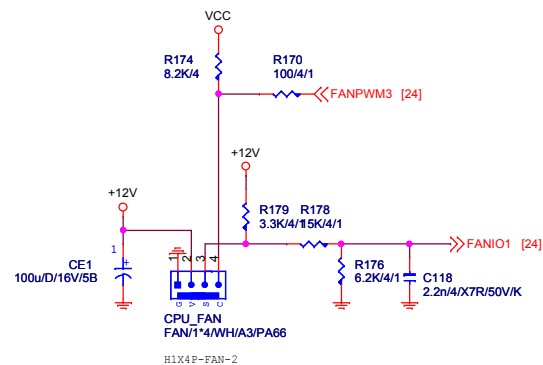 VCC
R174
8.2K/4
R170
100/4/1
FANPWM3 [24]
+12V
+12V
R179
3.3K/4/1
R178
15K/4/1
FANIO1 [24]
CE1
100u/D/16V/5B
1
+
1
2
3
4
R176
6.2K/4/1
C118
2.2n/4/X7R/50V/K
G
V
S
C
CPU_FAN
FAN/1*4/WH/A3/PA66
H1X4P-FAN-2